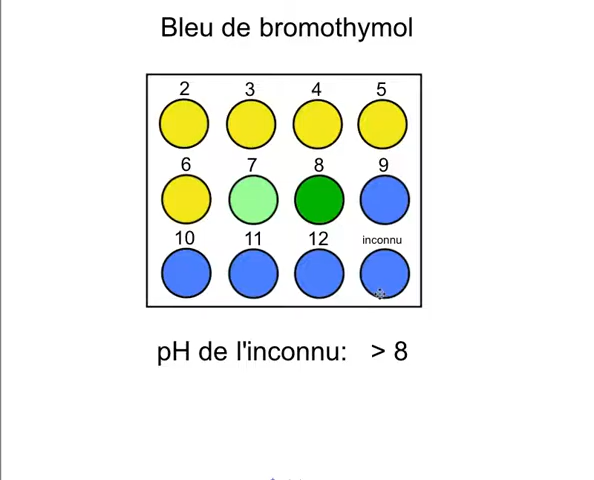 Bleu de bromothymol
2 3 4 5
6 7 8 9
10 11 12 inconnu
pH de l'inconnu: > 8